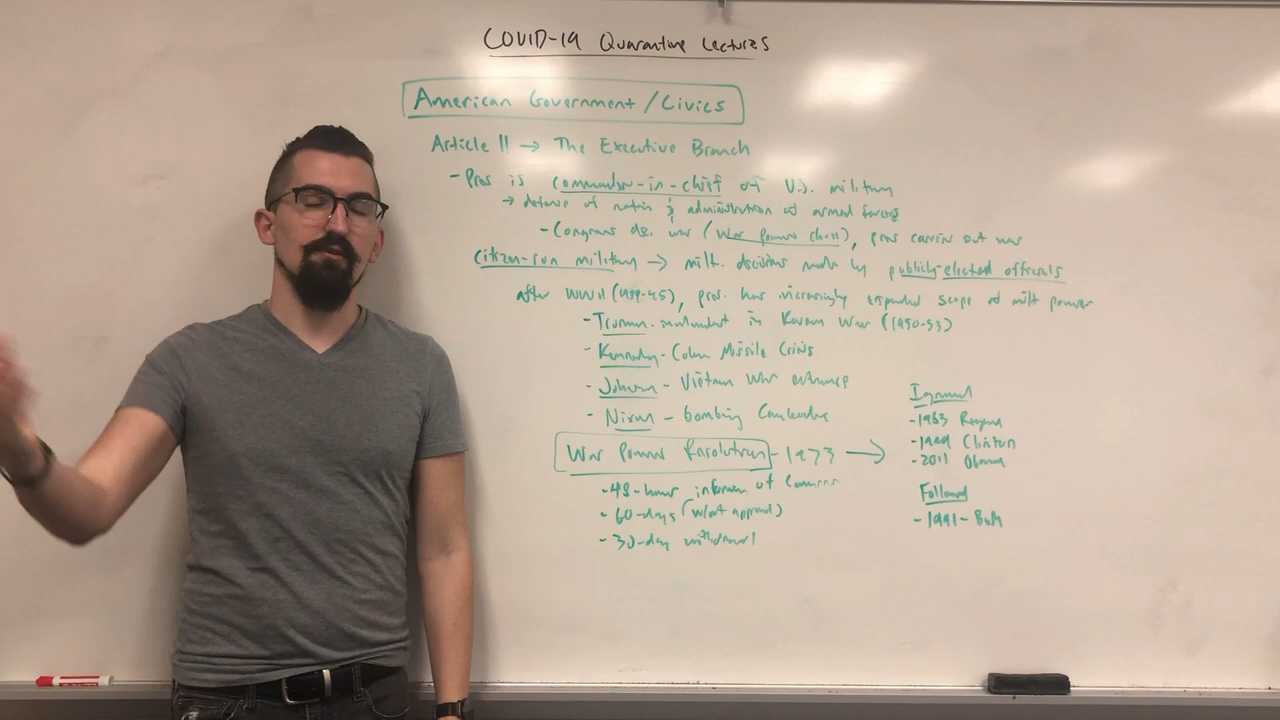 COVID-19 Quarantine Lectures
American Government/Civics
Article II → The Executive Branch
- Pres is commander-in-chief of U.S. military
→ defense of nation & administration of armed forces
- Congress dec. war (War Powers Clause), pres carries out war
citizen-run military → milt. decisions made by publicly-elected officials
after WWII (1939-45), pres. has increasingly expanded scope of milt power
- Truman - involvement in Korean War (1950-53)
- Kennedy - Cuban Missile Crisis
- Johnson - Vietnam War
- Nixon - bombing Cambodia
War Powers Resolution - 1973 →
- 48-hour inform of Congress
- 60-days (w/out approval)
- 30-day withdrawal
Ignored
- 1983 Reagan
- 1999 Clinton
- 2011 Obama
Followed
- 1991 - Bush